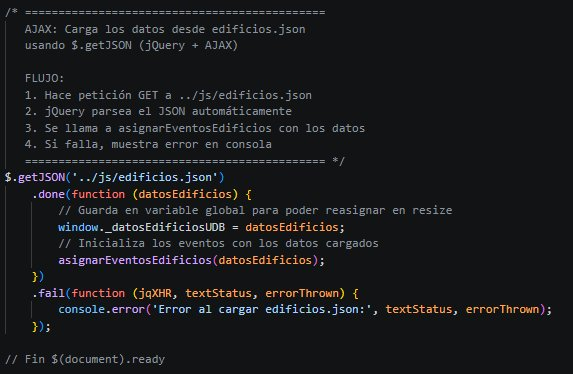 /* ===========================================
AJAX: Carga los datos desde edificios.json
usando $.getJSON (jQuery + AJAX)
FLUJO:
1. Hace petición GET a ../js/edificios.json
2. jQuery parsea el JSON automáticamente
3. Se llama a asignarEventosEdificios con los datos
4. Si falla, muestra error en consola
=========================================== */
$.getJSON('../js/edificios.json')
.done(function (datosEdificios) {
// Guarda en variable global para poder reasignar en resize
window._datosEdificiosUDB = datosEdificios;
// Inicializa los eventos con los datos cargados
asignarEventosEdificios(datosEdificios);
})
.fail(function (jqXHR, textStatus, errorThrown) {
console.error('Error al cargar edificios.json:', textStatus, errorThrown);
});
// Fin $(document).ready